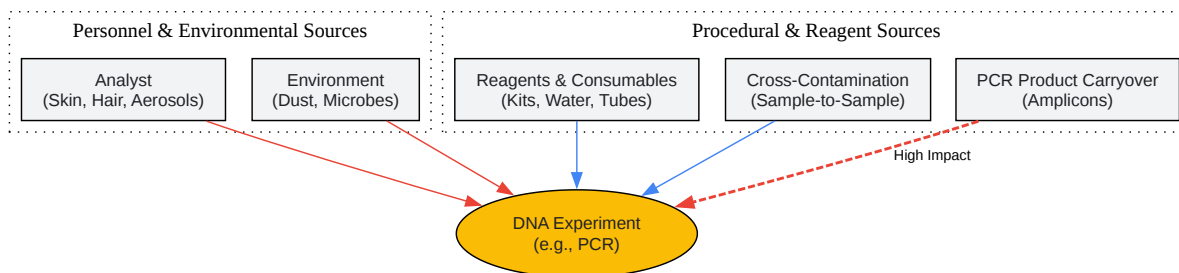 Personnel & Environmental Sources
Procedural & Reagent Sources
Analyst
(Skin, Hair, Aerosols)
Environment
(Dust, Microbes)
Reagents & Consumables
(Kits, Water, Tubes)
Cross-Contamination
(Sample-to-Sample)
PCR Product Carryover
(Amplicons)
High Impact
DNA Experiment
(e.g., PCR)